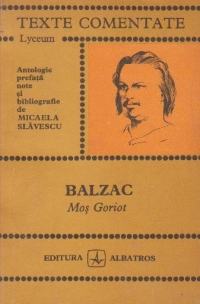 TEXTE COMENTATE
Lyceum
Antologie
prefață
note
și
bibliografie
de
MICAELA
SLĂVESCU
BALZAC
Moș Goriot
EDITURA ALBATROS